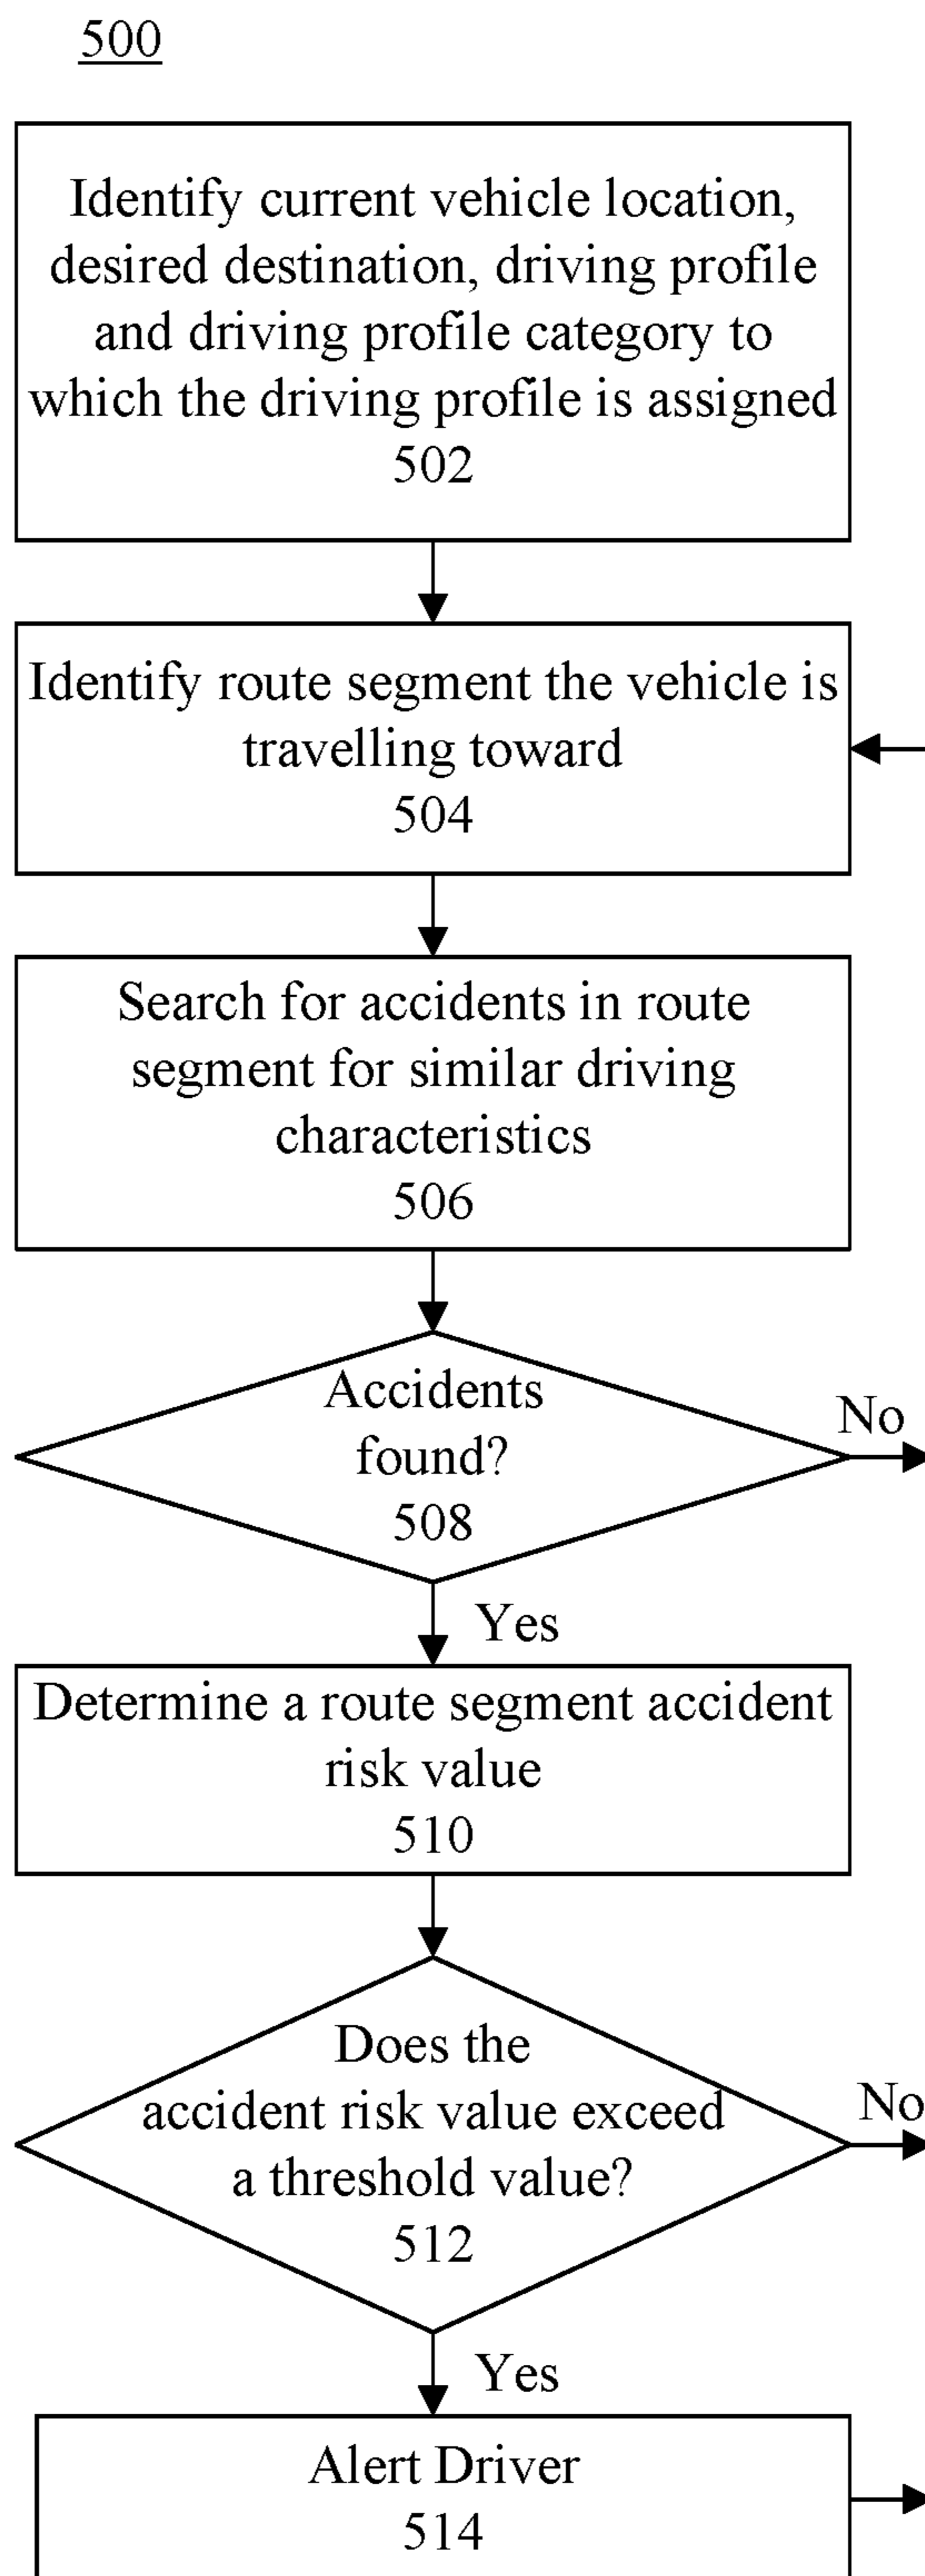 500
Identify current vehicle location,
desired destination, driving profile
and driving profile category to
which the driving profile is assigned
502
Identify route segment the vehicle is
travelling toward
504
Search for accidents in route
segment for similar driving
characteristics
506
Accidents
found?
508
No
Yes
Determine a route segment accident
risk value
510
Does the
accident risk value exceed
a threshold value?
512
No
Yes
Alert Driver
514